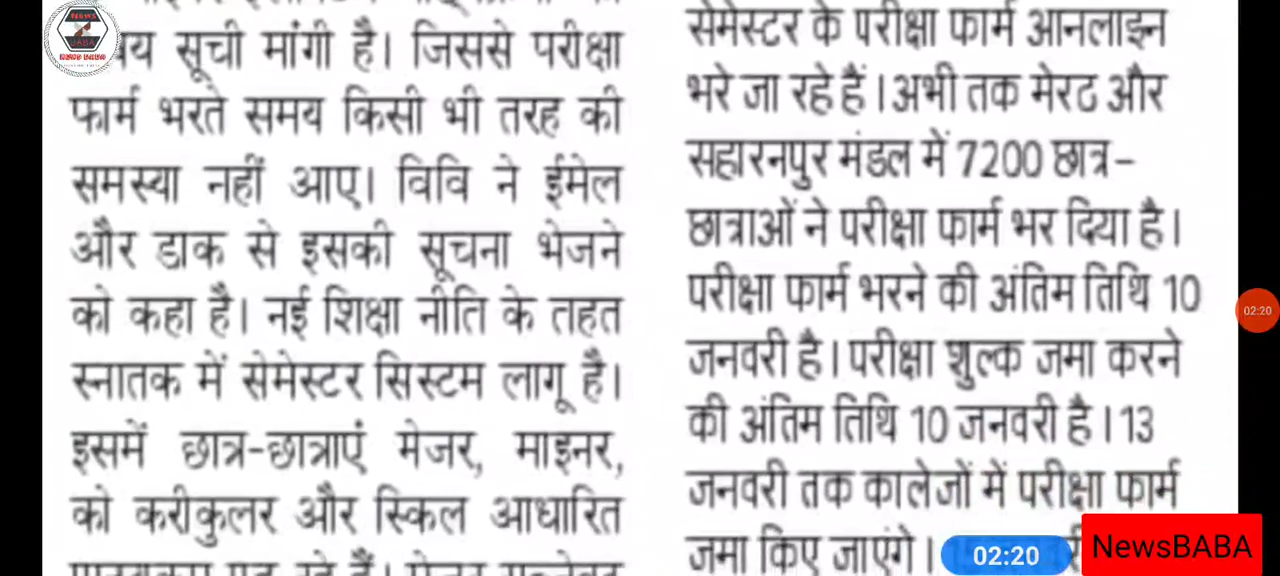 सूची मांगी है। जिससे परीक्षा
फार्म भरते समय किसी भी तरह की
समस्या नहीं आए। विवि ने ईमेल
और डाक से इसकी सूचना भेजने
को कहा है। नई शिक्षा नीति के तहत
स्नातक में सेमेस्टर सिस्टम लागू है।
इसमें छात्र-छात्राएं मेजर, माइनर,
को करीकुलर और स्किल आधारित
सेमेस्टर के परीक्षा फार्म आनलाइन
भरे जा रहे हैं। अभी तक मेरठ और
सहारनपुर मंडल में 7200 छात्र-
छात्राओं ने परीक्षा फार्म भर दिया है।
परीक्षा फार्म भरने की अंतिम तिथि 10
जनवरी है। परीक्षा शुल्क जमा करने
की अंतिम तिथि 10 जनवरी है। 13
जनवरी तक कालेजों में परीक्षा फार्म
जमा किए जाएंगे।
02:20
02:20
NewsBABA
News
BABA